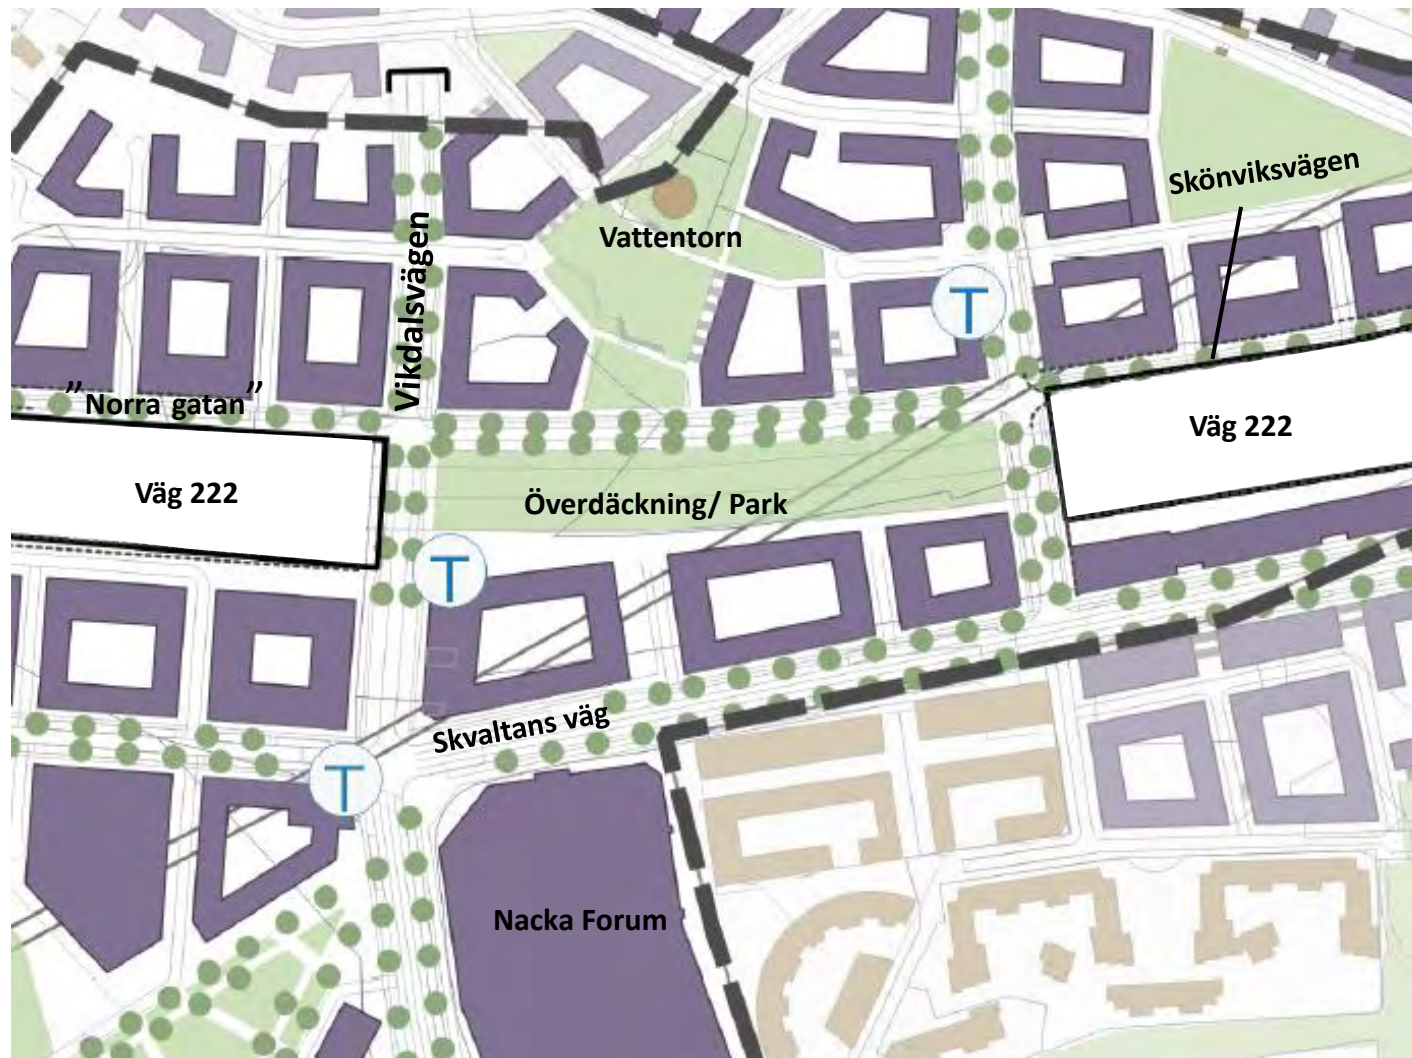 Skönviksvägen
Vattentorn
T
Vikdalsvägen
"Norra gatan"
Väg 222
Väg 222
Överdäckning/ Park
T
Skvaltans väg
T
Nacka Forum